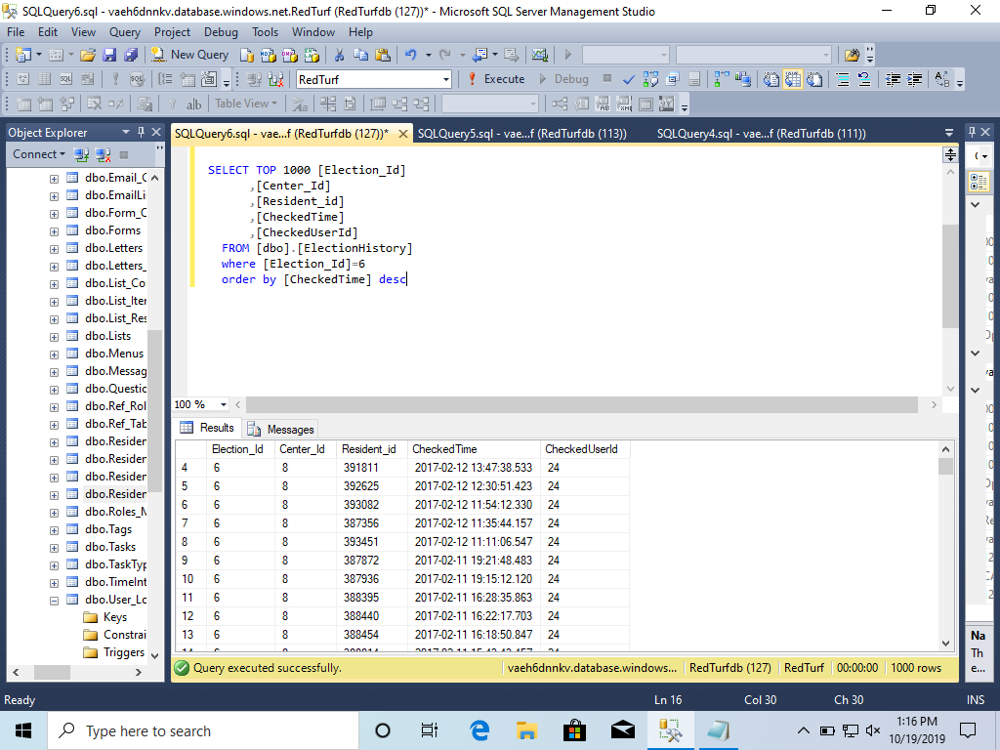 SQLQuery6.sql - vaeh6dnnkv.database.windows.net.RedTurf (RedTurfdb (127))* - Microsoft SQL Server Management Studio
File Edit View Query Project Debug Tools Window Help
New Query
RedTurf Execute Debug
Table View
Object Explorer
Connect
dbo.Email_C
dbo.EmailLi
dbo.Form_C
dbo.Forms
dbo.Letters
dbo.Letters_
dbo.List_Co
dbo.List_Iter
dbo.List_Res
dbo.Lists
dbo.Menus
dbo.Messag
dbo.Questic
dbo.Ref_Rol
dbo.Ref_Tab
dbo.Residen
dbo.Residen
dbo.Residen
dbo.Residen
dbo.Roles_M
dbo.Tags
dbo.Tasks
dbo.TaskTyp
dbo.TimeInt
dbo.User_Lo
Keys
Constrai
Triggers
SQLQuery6.sql - vae...f (RedTurfdb (127))* SQLQuery5.sql - vae...f (RedTurfdb (113)) SQLQuery4.sql - vae...f (RedTurfdb (111))
SELECT TOP 1000 [Election_Id]
,[Center_Id]
,[Resident_id]
,[CheckedTime]
,[CheckedUserId]
FROM [dbo].[ElectionHistory]
where [Election_Id]=6
order by [CheckedTime] desc
100 %
Results Messages
Election_Id Center_Id Resident_id CheckedTime CheckedUserId
4 6 8 391811 2017-02-12 13:47:38.533 24
5 6 8 392625 2017-02-12 12:30:51.423 24
6 6 8 393082 2017-02-12 11:54:12.330 24
7 6 8 387356 2017-02-12 11:35:44.157 24
8 6 8 393451 2017-02-12 11:11:06.547 24
9 6 8 387872 2017-02-11 19:21:48.483 24
10 6 8 387936 2017-02-11 19:15:12.120 24
11 6 8 388395 2017-02-11 16:28:35.863 24
12 6 8 388440 2017-02-11 16:22:17.703 24
13 6 8 388454 2017-02-11 16:18:50.847 24
Query executed successfully. vaeh6dnnkv.database.windows... RedTurfdb (127) RedTurf 00:00:00 1000 rows
Na
Th
e...
Ready Ln 16 Col 30 Ch 30 INS
Type here to search
1:16 PM
10/19/2019